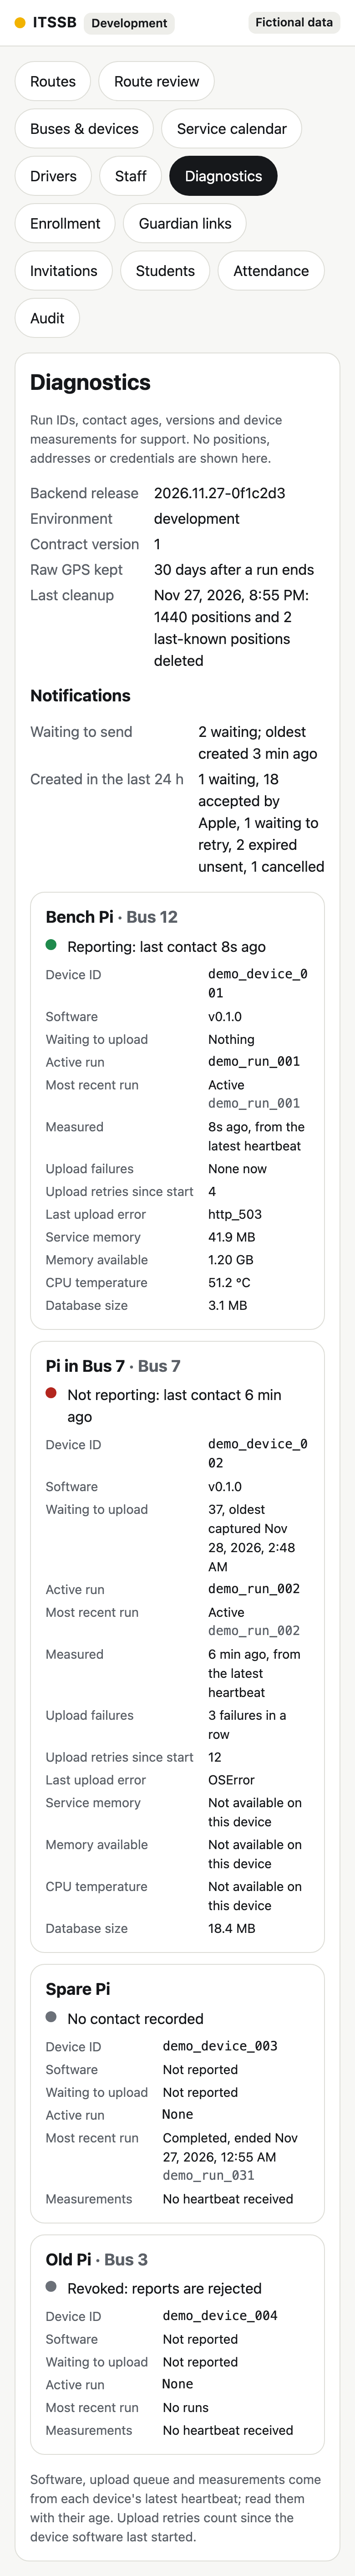 ITSSB Development Fictional data
Routes Route review
Buses & devices Service calendar
Drivers Staff Diagnostics
Enrollment Guardian links
Invitations Students Attendance
Audit
Diagnostics
Run IDs, contact ages, versions and device
measurements for support. No positions,
addresses or credentials are shown here.
Backend release 2026.11.27-0f1c2d3
Environment development
Contract version 1
Raw GPS kept 30 days after a run ends
Last cleanup Nov 27, 2026, 8:55 PM:
1440 positions and 2
last-known positions
deleted
Notifications
Waiting to send 2 waiting; oldest
created 3 min ago
Created in the last 24 h 1 waiting, 18
accepted by
Apple, 1 waiting to
retry, 2 expired
unsent, 1 cancelled
Bench Pi · Bus 12
Reporting: last contact 8s ago
Device ID demo_device_0
01
Software v0.1.0
Waiting to upload Nothing
Active run demo_run_001
Most recent run Active
demo_run_001
Measured 8s ago, from the
latest heartbeat
Upload failures None now
Upload retries since start 4
Last upload error http_503
Service memory 41.9 MB
Memory available 1.20 GB
CPU temperature 51.2 °C
Database size 3.1 MB
Pi in Bus 7 · Bus 7
Not reporting: last contact 6 min
ago
Device ID demo_device_0
02
Software v0.1.0
Waiting to upload 37, oldest
captured Nov
28, 2026, 2:48
AM
Active run demo_run_002
Most recent run Active
demo_run_002
Measured 6 min ago, from
the latest
heartbeat
Upload failures 3 failures in a
row
Upload retries since start 12
Last upload error OSError
Service memory Not available on
this device
Memory available Not available on
this device
CPU temperature Not available on
this device
Database size 18.4 MB
Spare Pi
No contact recorded
Device ID demo_device_003
Software Not reported
Waiting to upload Not reported
Active run None
Most recent run Completed, ended Nov
27, 2026, 12:55 AM
demo_run_031
Measurements No heartbeat received
Old Pi · Bus 3
Revoked: reports are rejected
Device ID demo_device_004
Software Not reported
Waiting to upload Not reported
Active run None
Most recent run No runs
Measurements No heartbeat received
Software, upload queue and measurements come
from each device's latest heartbeat; read them
with their age. Upload retries count since the
device software last started.